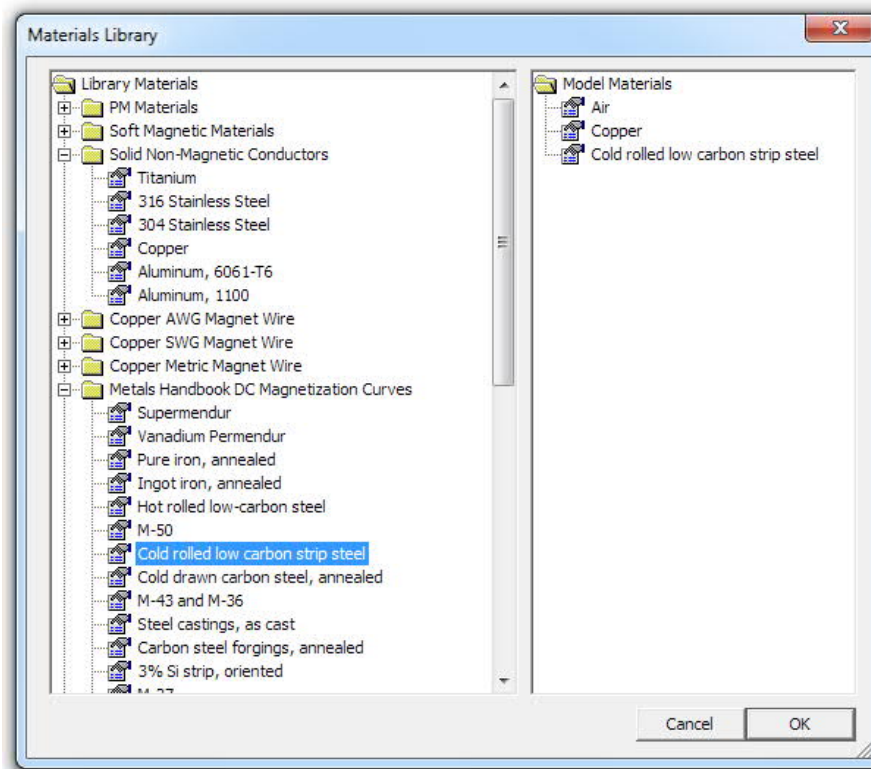 Materials Library
Library Materials
PM Materials
Soft Magnetic Materials
Solid Non-Magnetic Conductors
Titanium
316 Stainless Steel
304 Stainless Steel
Copper
Aluminum, 6061-T6
Aluminum, 1100
Copper AWG Magnet Wire
Copper SWG Magnet Wire
Copper Metric Magnet Wire
Metals Handbook DC Magnetization Curves
Supermendur
Vanadium Permendur
Pure iron, annealed
Ingot iron, annealed
Hot rolled low-carbon steel
M-50
Cold rolled low carbon strip steel
Cold drawn carbon steel, annealed
M-43 and M-36
Steel castings, as cast
Carbon steel forgings, annealed
3% Si strip, oriented
Model Materials
Air
Copper
Cold rolled low carbon strip steel
Cancel
OK